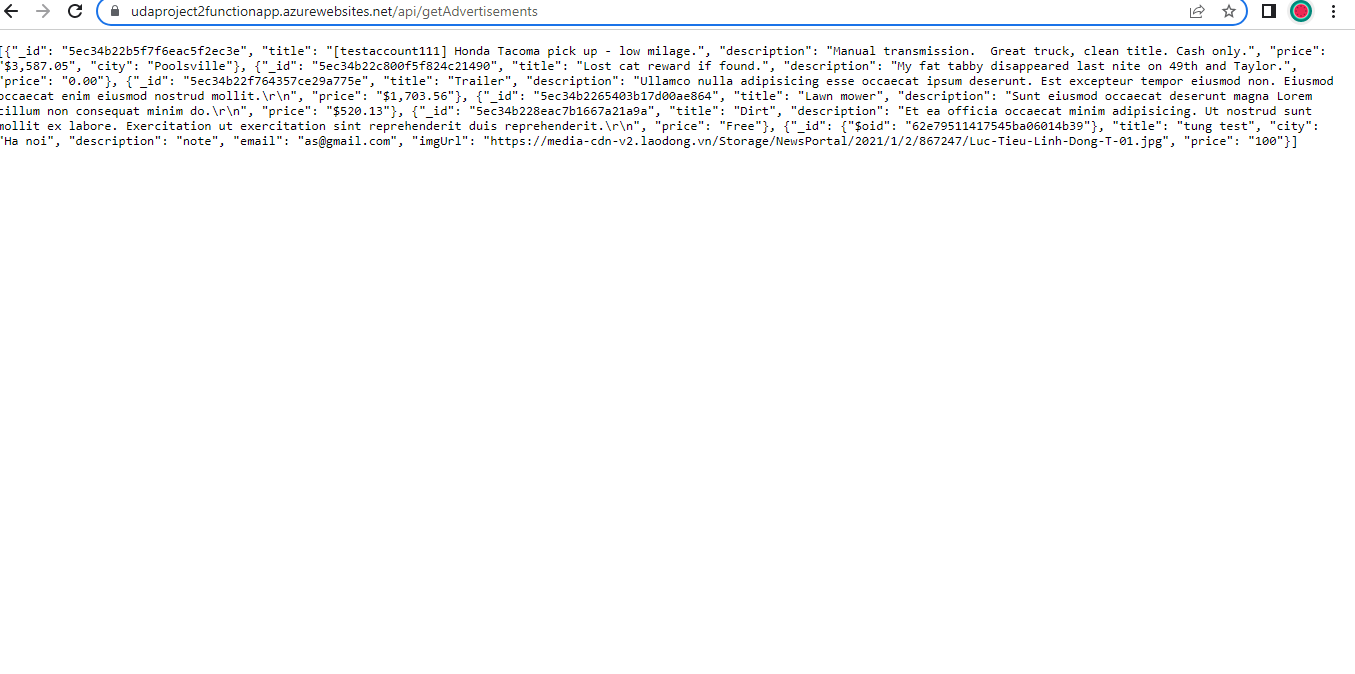 udaproject2functionapp.azurewebsites.net/api/getAdvertisements
[{"_id": "5ec34b22b5f7f6eac5f2ec3e", "title": "[testaccount111] Honda Tacoma pick up - low milage.", "description": "Manual transmission.  Great truck, clean title. Cash only.", "price":
"$3,587.05", "city": "Poolsville"}, {"_id": "5ec34b22c800f5f824c21490", "title": "Lost cat reward if found.", "description": "My fat tabby disappeared last nite on 49th and Taylor.",
"price": "0.00"}, {"_id": "5ec34b22f764357ce29a775e", "title": "Trailer", "description": "Ullamco nulla adipisicing esse occaecat ipsum deserunt. Est excepteur tempor eiusmod non. Eiusmod
occaecat enim eiusmod nostrud mollit.\r\n", "price": "$1,703.56"}, {"_id": "5ec34b2265403b17d00ae864", "title": "Lawn mower", "description": "Sunt eiusmod occaecat deserunt magna Lorem
cillum non consequat minim do.\r\n", "price": "$520.13"}, {"_id": "5ec34b228eac7b1667a21a9a", "title": "Dirt", "description": "Et ea officia occaecat minim adipisicing. Ut nostrud sunt
mollit ex labore. Exercitation ut exercitation sint reprehenderit duis reprehenderit.\r\n", "price": "Free"}, {"_id": {"$oid": "62e79511417545ba06014b39"}, "title": "tung test", "city":
"Ha noi", "description": "note", "email": "as@gmail.com", "imgUrl": "https://media-cdn-v2.laodong.vn/Storage/NewsPortal/2021/1/2/867247/Luc-Tieu-Linh-Dong-T-01.jpg", "price": "100"}]